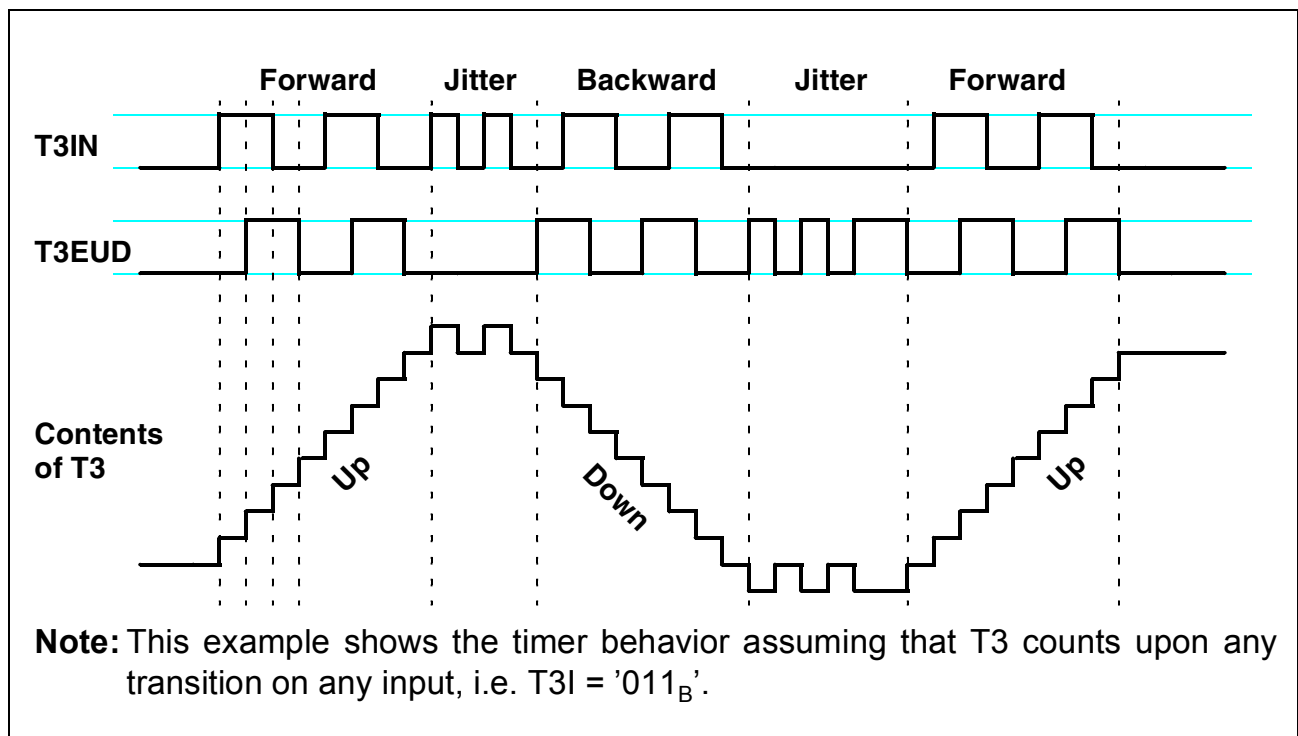 Forward Jitter Backward Jitter Forward
T3IN
T3EUD
Contents
of T3
Up
Down
Up
Note: This example shows the timer behavior assuming that T3 counts upon any
transition on any input, i.e. T3I = ’011B’.